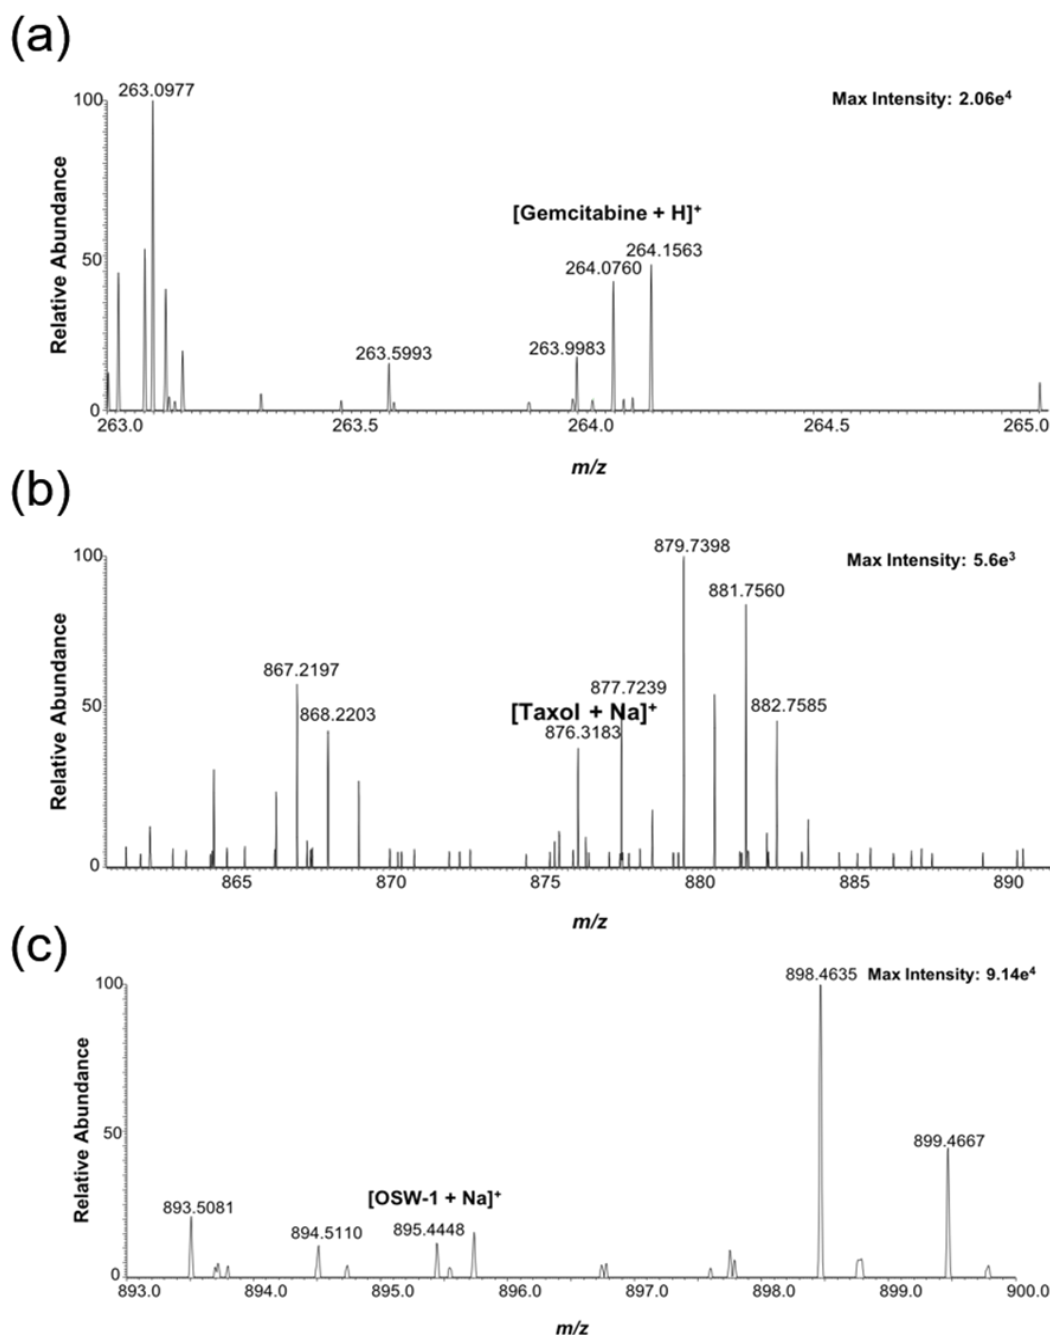 (a)
263.0977
100
Max Intensity: 2.06e⁴
[Gemcitabine + H]⁺
264.1563
264.0760
50
263.9983
263.5993
Relative Abundance
0
263.0 263.5 264.0 264.5 265.0
m/z
(b)
879.7398
100
Max Intensity: 5.6e³
881.7560
867.2197
877.7239
882.7585
[Taxol + Na]⁺
868.2203
50
876.3183
Relative Abundance
0
865 870 875 880 885 890
m/z
(c)
898.4635 Max Intensity: 9.14e⁴
100
50
899.4667
[OSW-1 + Na]⁺
893.5081
895.4448
894.5110
Relative Abundance
0
893.0 894.0 895.0 896.0 897.0 898.0 899.0 900.0
m/z